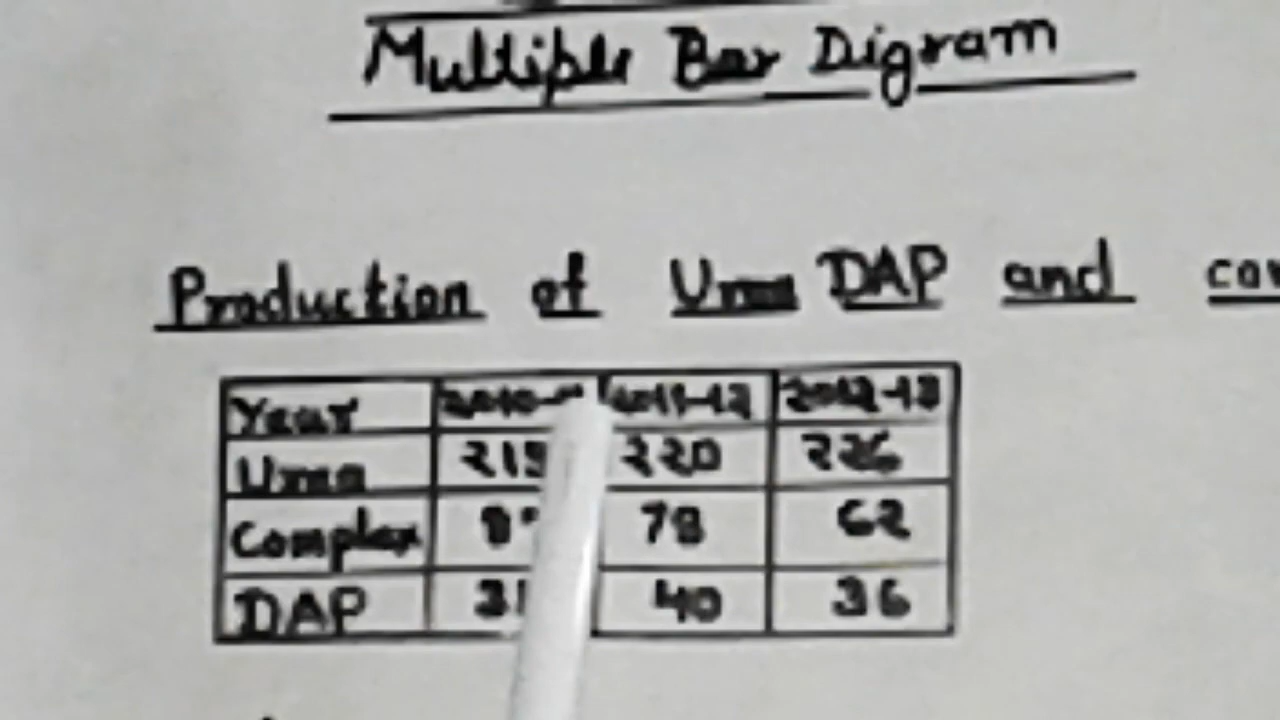 Multiple Bar Digram
Production of Urea DAP and
Year 2011-12 2012-13
Urea 220 226
Complex 78 62
DAP 40 36